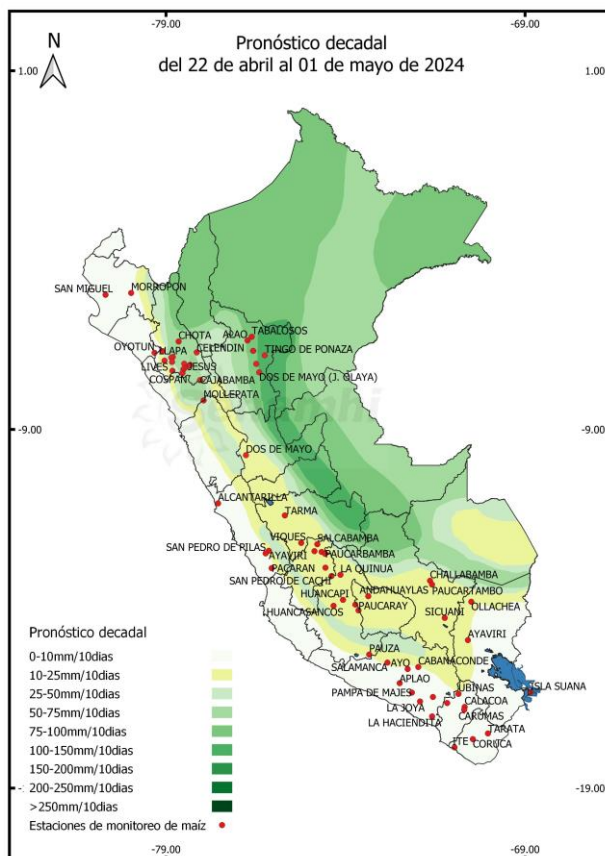 -79.00 -69.00
N
Pronóstico decadal
del 22 de abril al 01 de mayo de 2024
1.00 1.00
SAN MIGUEL MORROPON
CHOTA
TABALOSOS
OYOTUN
CELENDIN
TINGO DE PONAZA
LIVES
JESUS
COSPAN
CAJABAMBA
DOS DE MAYO (J. OLAYA)
MOLLEPATA
-9.00 -9.00
DOS DE MAYO
ALCANTARILLA
TARMA
VIQUES
SALCABAMBA
SAN PEDRO DE PILAS
AYAVIRI
PAUCARBAMBA
PACARAN
LA QUINUA
SAN PEDRO DE CACHI
CHALLABAMBA
ANDAHUAYLAS
PAUCARTAMBO
HUANCAPI
OLLACHEA
HUANCASANCOS
PAUCARAY
SICUANI
AYAVIRI
PAUZA
SALAMANCA
AYO
CABANACONDE
APLAO
PAMPA DE MAJES
UBINAS
ISLA SUANA
LA JOYA
CALACOA
LA HACIENDITA
CARUMAS
TARATA
ITE
CORUCA
Pronóstico decadal
0-10mm/10dias
10-25mm/10dias
25-50mm/10dias
50-75mm/10dias
75-100mm/10dias
100-150mm/10dias
150-200mm/10dias
200-250mm/10dias
>250mm/10dias
Estaciones de monitoreo de maíz
-19.00
-79.00 -69.00